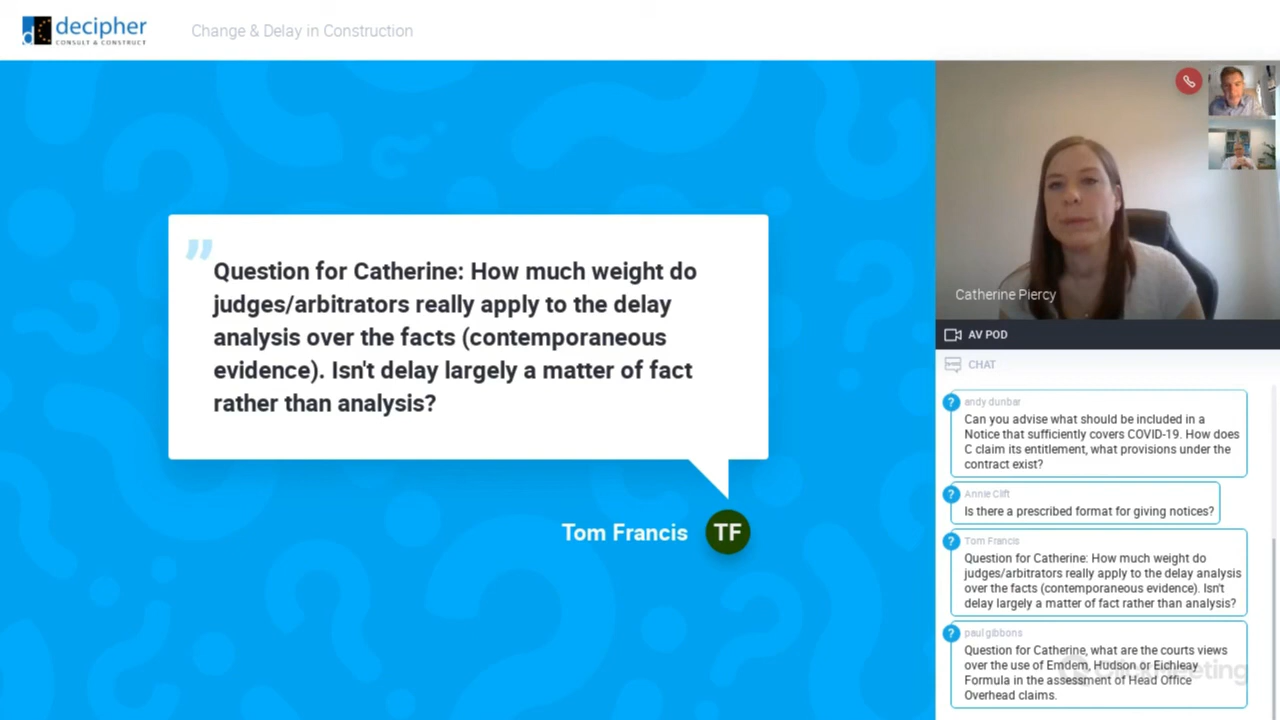 decipher
CONSULT & CONSTRUCT
Change & Delay in Construction
Question for Catherine: How much weight do
judges/arbitrators really apply to the delay
analysis over the facts (contemporaneous
evidence). Isn't delay largely a matter of fact
rather than analysis?
Tom Francis
TF
Catherine Piercy
AV POD
CHAT
andy dunbar
Can you advise what should be included in a
Notice that sufficiently covers COVID-19. How does
C claim its entitlement, what provisions under the
contract exist?
Annie Clift
Is there a prescribed format for giving notices?
Tom Francis
Question for Catherine: How much weight do
judges/arbitrators really apply to the delay analysis
over the facts (contemporaneous evidence). Isn't
delay largely a matter of fact rather than analysis?
paul gibbons
Question for Catherine, what are the courts views
over the use of Emdem, Hudson or Eichleay
Formula in the assessment of Head Office
Overhead claims.